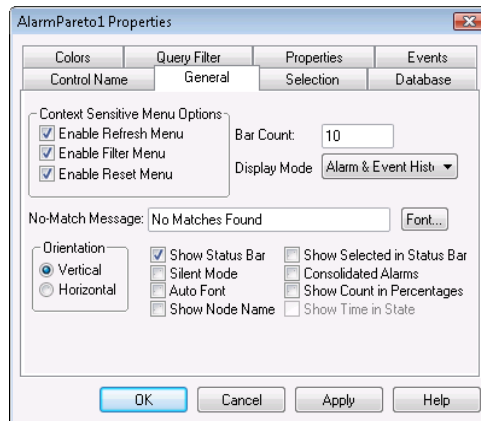 AlarmPareto1 Properties
Colors Query Filter Properties Events
Control Name General Selection Database
Context Sensitive Menu Options
Enable Refresh Menu
Enable Filter Menu
Enable Reset Menu
Bar Count: 10
Display Mode Alarm & Event Hist
No-Match Message: No Matches Found Font...
Orientation
Vertical
Horizontal
Show Status Bar Show Selected in Status Bar
Silent Mode Consolidated Alarms
Auto Font Show Count in Percentages
Show Node Name Show Time in State
OK Cancel Apply Help